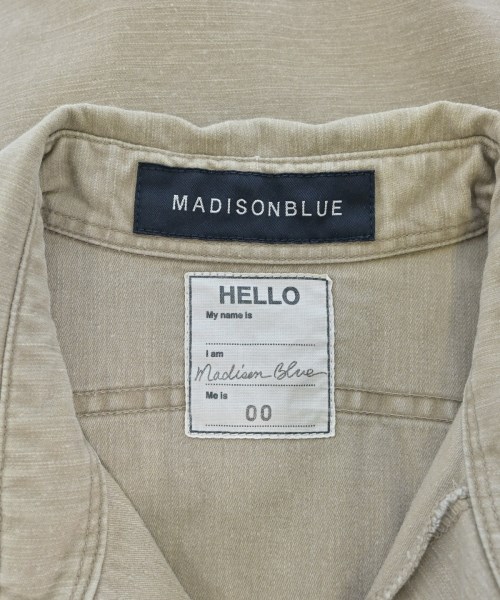 MADISONBLUE
HELLO
My name is
I am
Madison Blue
Me is
00